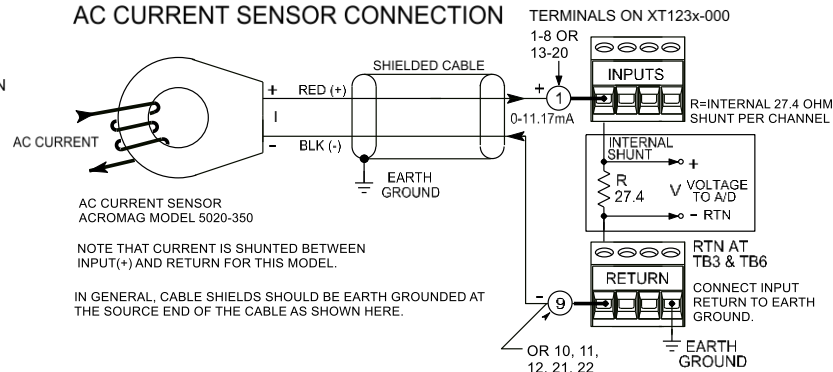 AC CURRENT SENSOR CONNECTION
TERMINALS ON XT123x-000
1-8 OR
13-20
N
SHIELDED CABLE
INPUTS
+
RED (+)
+
1
R=INTERNAL 27.4 OHM
SHUNT PER CHANNEL
I
0-11.17mA
AC CURRENT
-
BLK (-)
INTERNAL
SHUNT
+
EARTH
GROUND
R
27.4
V
VOLTAGE
TO A/D
- RTN
AC CURRENT SENSOR
ACROMAG MODEL 5020-350
NOTE THAT CURRENT IS SHUNTED BETWEEN
INPUT(+) AND RETURN FOR THIS MODEL.
RTN AT
TB3 & TB6
RETURN
IN GENERAL, CABLE SHIELDS SHOULD BE EARTH GROUNDED AT
THE SOURCE END OF THE CABLE AS SHOWN HERE.
-
9
CONNECT INPUT
RETURN TO EARTH
GROUND.
OR 10, 11,
12, 21, 22
EARTH
GROUND